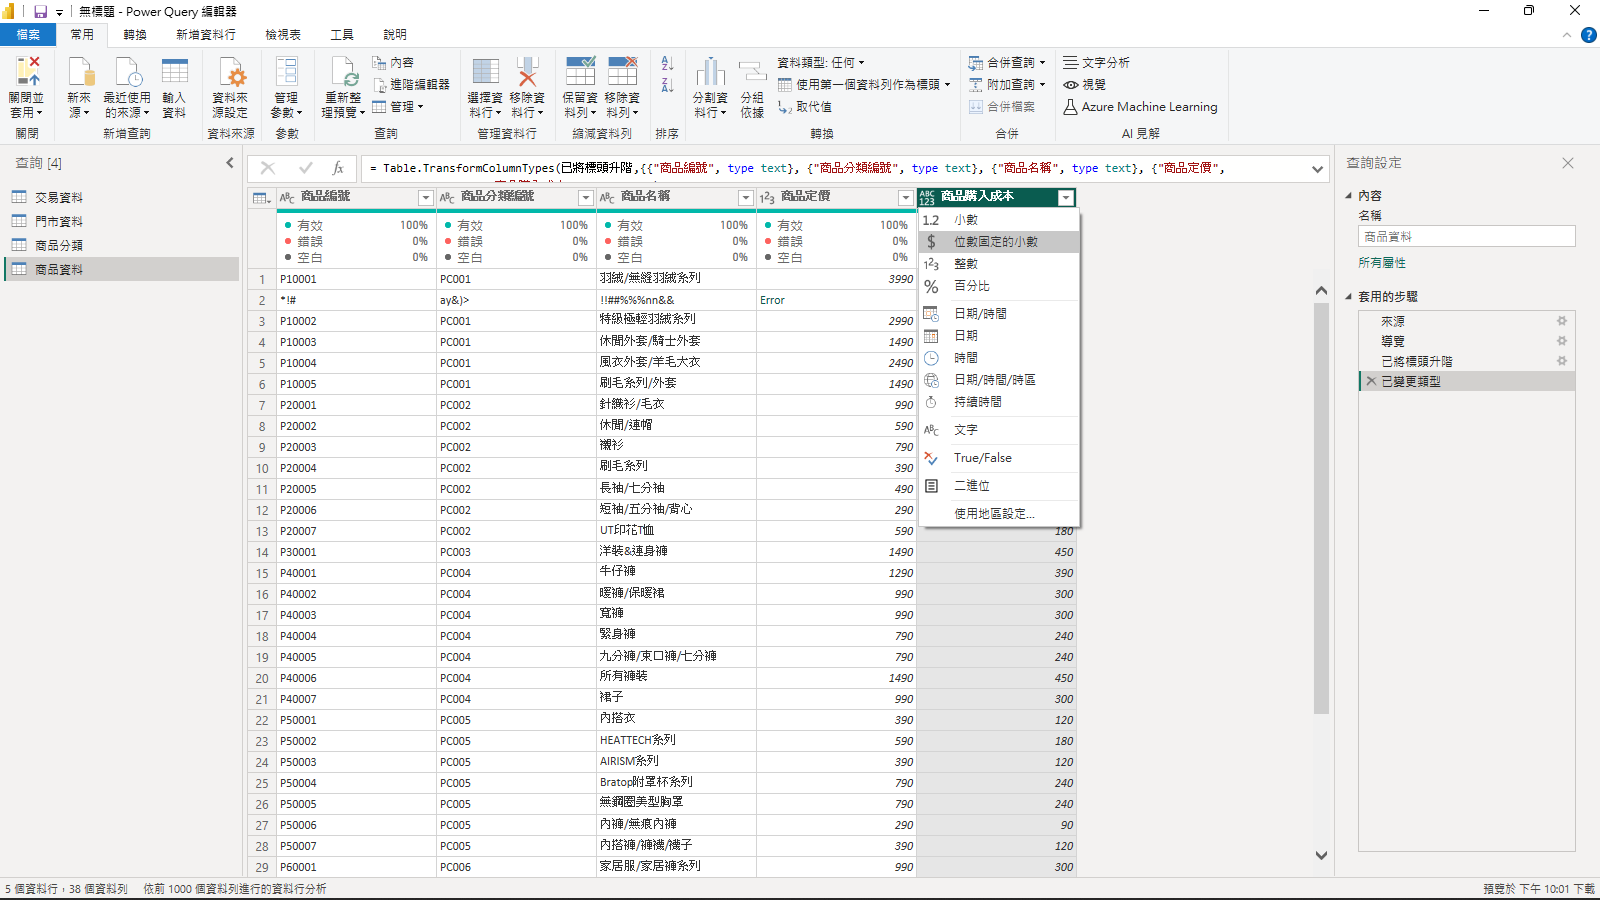 無標題 - Power Query 編輯器
檔案 常用 轉換 新增資料行 檢視表 工具 說明
關閉並套用 新來源 最近使用的來源 輸入資料 資料來源設定 管理參數 重新整理預覽 內容 進階編輯器 管理 選擇資料行 移除資料行 保留資料列 移除資料列 分割資料行 分組依據 資料類型: 任何 使用第一個資料列作為標頭 取代值 合併查詢 附加查詢 合併檔案 文字分析 視覺 Azure Machine Learning
關閉 新增查詢 資料來源 參數 查詢 管理資料行 縮減資料列 排序 轉換 合併 AI 見解
查詢 [4]
交易資料
門市資料
商品分類
商品資料
fx = Table.TransformColumnTypes(已將標頭升階,{{"商品編號", type text}, {"商品分類編號", type text}, {"商品名稱", type text}, {"商品定價",
商品編號 商品分類編號 商品名稱 商品定價 商品購入成本
有效 100% 有效 100% 有效 100% 有效 100%
錯誤 0% 錯誤 0% 錯誤 0% 錯誤 0%
空白 0% 空白 0% 空白 0% 空白 0%
1 P10001 PC001 羽絨/無縫羽絨系列 3990
2 *!# ay&)> !!##%%%nn&& Error
3 P10002 PC001 特級極輕羽絨系列 2990
4 P10003 PC001 休閒外套/騎士外套 1490
5 P10004 PC001 風衣外套/羊毛大衣 2490
6 P10005 PC001 刷毛系列/外套 1490
7 P20001 PC002 針織衫/毛衣 990
8 P20002 PC002 休閒/連帽 590
9 P20003 PC002 襯衫 790
10 P20004 PC002 刷毛系列 390
11 P20005 PC002 長袖/七分袖 490
12 P20006 PC002 短袖/五分袖/背心 290
13 P20007 PC002 UT印花T恤 590 180
14 P30001 PC003 洋裝&連身褲 1490 450
15 P40001 PC004 牛仔褲 1290 390
16 P40002 PC004 暖褲/保暖裙 990 300
17 P40003 PC004 寬褲 990 300
18 P40004 PC004 緊身褲 790 240
19 P40005 PC004 九分褲/束口褲/七分褲 790 240
20 P40006 PC004 所有褲裝 1490 450
21 P40007 PC004 裙子 990 300
22 P50001 PC005 內搭衣 390 120
23 P50002 PC005 HEATTECH系列 590 180
24 P50003 PC005 AIRISM系列 390 120
25 P50004 PC005 Bratop附罩杯系列 790 240
26 P50005 PC005 無鋼圈美型胸罩 790 240
27 P50006 PC005 內褲/無痕內褲 290 90
28 P50007 PC005 內搭褲/褲襪/襪子 390 120
29 P60001 PC006 家居服/家居褲系列 990 300
1.2 小數
$ 位數固定的小數
123 整數
% 百分比
日期/時間
日期
時間
日期/時間/時區
持續時間
ABC 文字
True/False
二進位
使用地區設定...
查詢設定
內容
名稱
商品資料
所有屬性
套用的步驟
來源
導覽
已將標頭升階
已變更類型
5 個資料行，38 個資料列 依前 1000 個資料列進行的資料行分析
預覽於 下午 10:01 下載